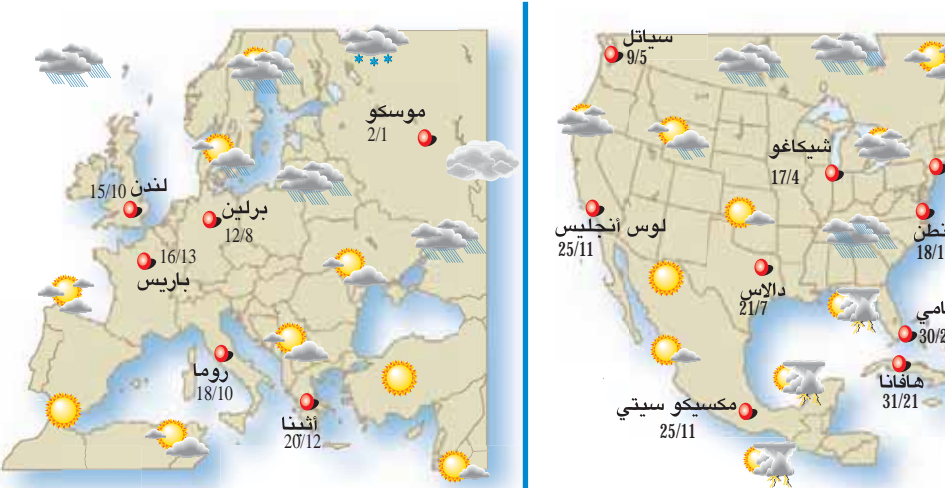 موسكو
2/1
لندن 15/10
برلين
12/8
16/13
باريس
روما
18/10
أثينا
20/12
سياتل
9/5
شيكاغو
17/4
لوس أنجليس
25/11
دالاس
21/7
هافانا
31/21
مكسيكو سيتي
25/11